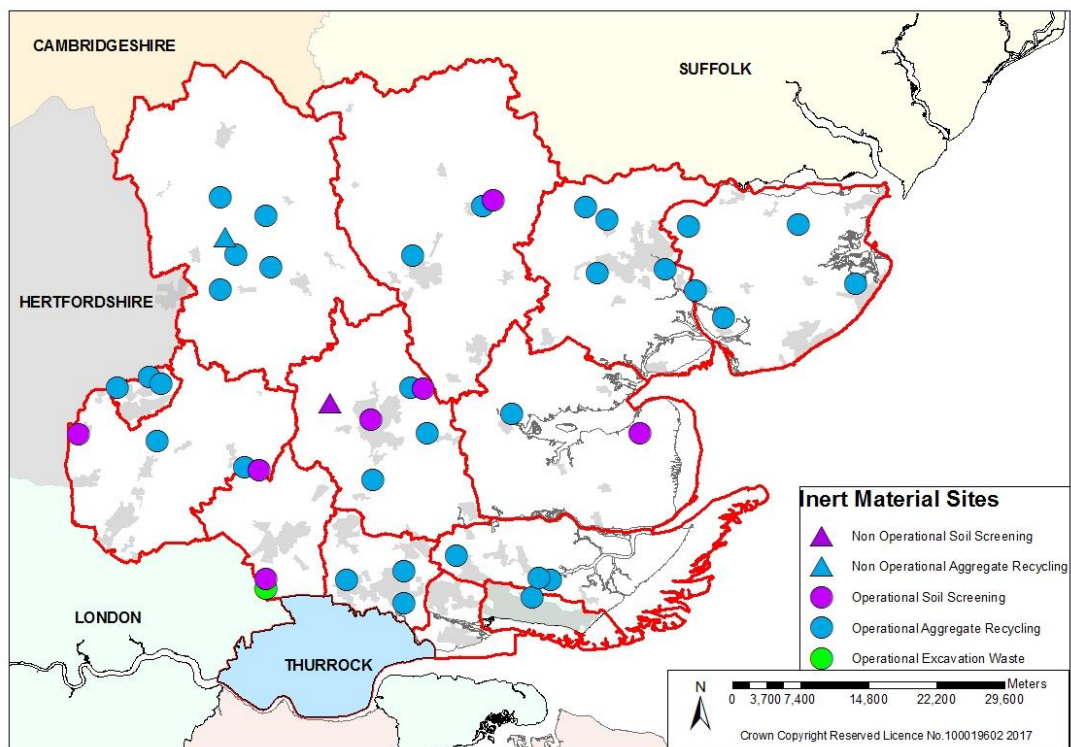 CAMBRIDGESHIRE
SUFFOLK
HERTFORDSHIRE
LONDON
THURROCK
Inert Material Sites
Non Operational Soil Screening
Non Operational Aggregate Recycling
Operational Soil Screening
Operational Aggregate Recycling
Operational Excavation Waste
N
Meters
0 3,700 7,400 14,800 22,200 29,600
Crown Copyright Reserved Licence No.100019602 2017